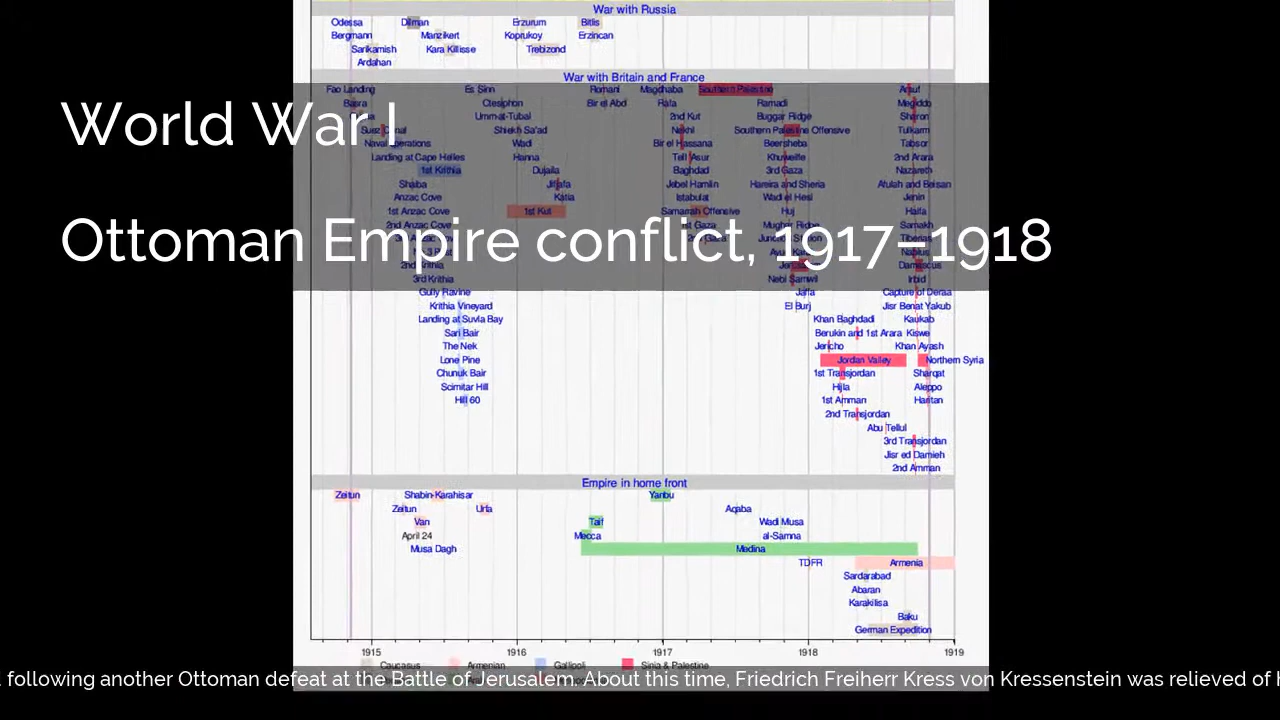 War with Russia
Odessa Dilman Erzurum Bitlis
Bergmann Manzikert Koprukoy Erzincan
Sarikamish Kara Killisse Trebizond
Ardahan
War with Britain and France
Fao Landing Es Sinn Romani Magdhaba Southern Palestine Arsuf
Basra Ctesiphon Bir el Abd Rafa Ramadi Megiddo
Umm-at-Tubal 2nd Kut Buggar Ridge Sharon
World War I
Suez Canal Shiekh Sa'ad Nekhl Southern Palestine Offensive Tulkarm
Naval Operations Wadi Bir el Hassana Beersheba Tabsor
Landing at Cape Helles Hanna Tell 'Asur Khuweilfe 2nd Arara
1st Krithia Dujaila Baghdad 3rd Gaza Nazareth
Shaiba Jifjafa Jebel Hamlin Hareira and Sheria Afulah and Beisan
Anzac Cove Katia Istabulat Wadi el Hesi Jenin
1st Anzac Cove 1st Kut Samarrah Offensive Huj Haifa
2nd Anzac Cove 1st Gaza Mughar Ridge Samakh
Ottoman Empire conflict, 1917–1918
Tiberias
Damascus
3rd Krithia Nebi Samwil Irbid
Gully Ravine Jaffa Capture of Deraa
Krithia Vineyard El Burj Jisr Benat Yakub
Landing at Suvla Bay Khan Baghdadi Kaukab
Sari Bair Berukin and 1st Arara Kiswe
The Nek Jericho Khan Ayash
Lone Pine Jordan Valley Northern Syria
Chunuk Bair 1st Transjordan Sharqat
Scimitar Hill Hijla Aleppo
Hill 60 1st Amman Haritan
2nd Transjordan
Abu Tellul
3rd Transjordan
Jisr ed Damieh
2nd Amman
Empire in home front
Zeitun Shabin-Karahisar Yanbu
Zeitun Urfa Aqaba
Van Taif Wadi Musa
April 24 Mecca al-Samna
Musa Dagh Medina
TDFR Armenia
Sardarabad
Abaran
Karakilisa
Baku
German Expedition
1915 1916 1917 1918 1919
Caucasus Armenian Gallipoli Sinia & Palestine
following another Ottoman defeat at the Battle of Jerusalem. About this time, Friedrich Freiherr Kress von Kressenstein was relieved of